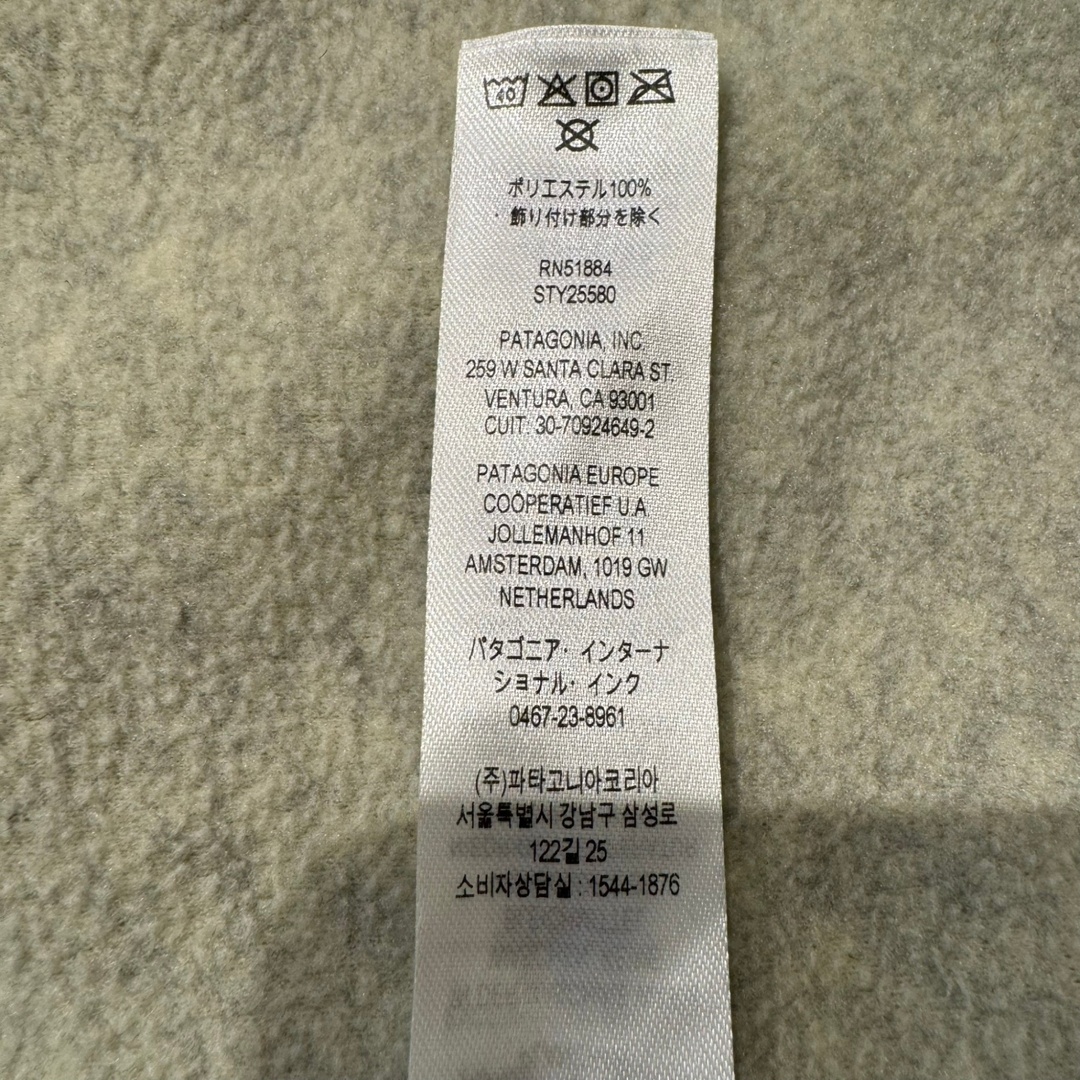 40
ポリエステル100%
・飾り付け部分を除く
RN51884
STY25580
PATAGONIA, INC.
259 W SANTA CLARA ST.
VENTURA, CA 93001
CUIT: 30-70924649-2
PATAGONIA EUROPE
COÖPERATIEF U.A
JOLLEMANHOF 11
AMSTERDAM, 1019 GW
NETHERLANDS
パタゴニア・インターナ
ショナル・インク
0467-23-8961
(주)파타고니아코리아
서울특별시 강남구 삼성로
122길 25
소비자상담실 : 1544-1876